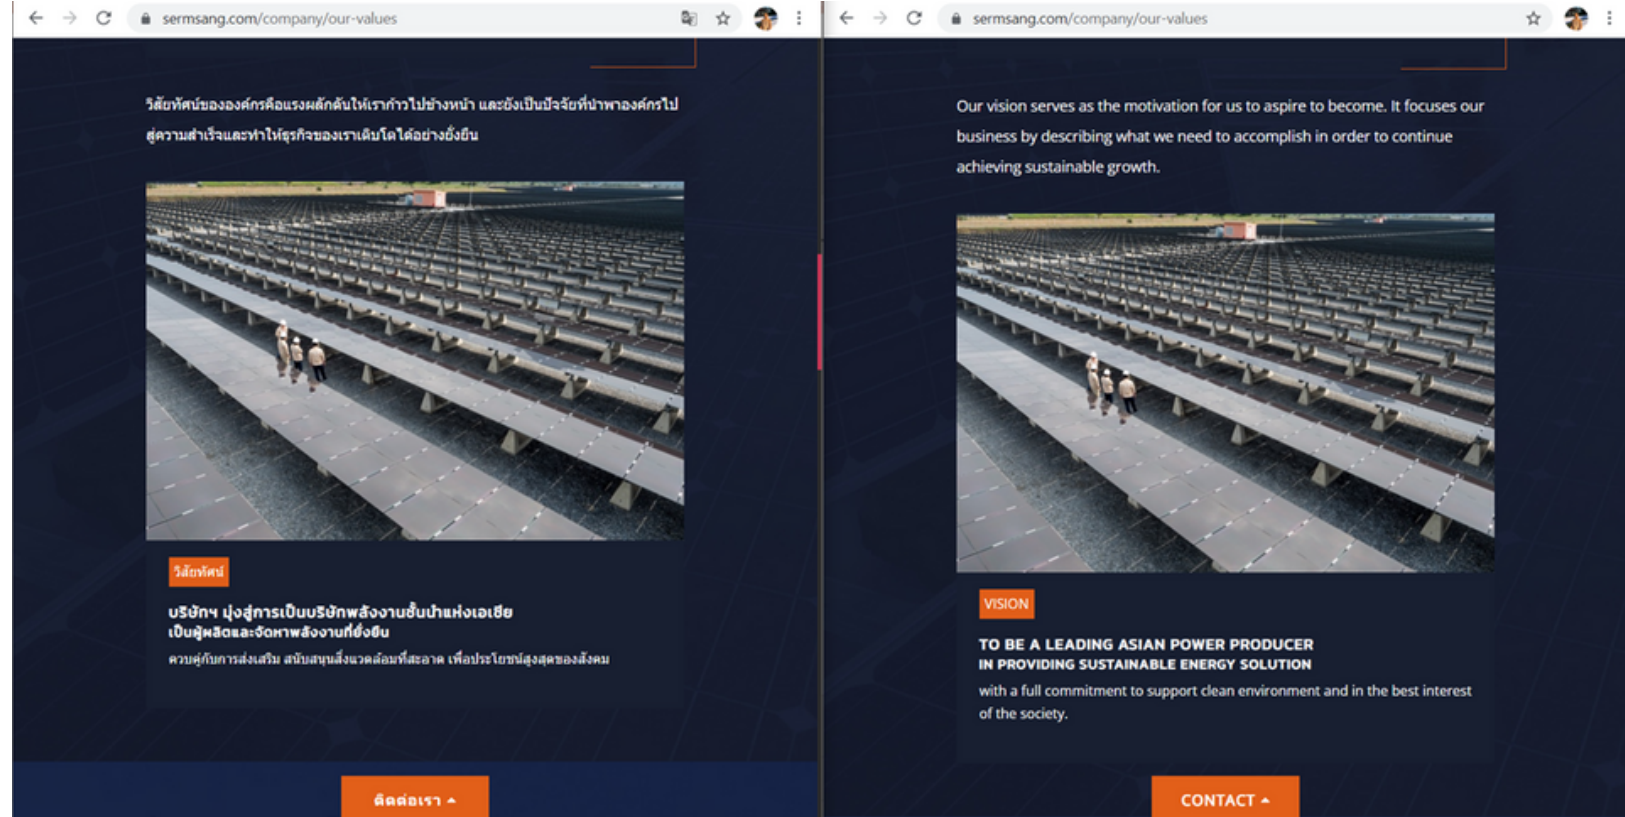 sermsang.com/company/our-values
วิสัยทัศน์ขององค์กรคือแรงผลักดันให้เราก้าวไปข้างหน้า และยังเป็นปัจจัยที่นำพาองค์กรไป
สู่ความสำเร็จและทำให้ธุรกิจของเราเติบโตได้อย่างยั่งยืน
วิสัยทัศน์
บริษัทฯ มุ่งสู่การเป็นบริษัทพลังงานชั้นนำแห่งเอเชีย
เป็นผู้ผลิตและจัดหาพลังงานที่ยั่งยืน
ควบคู่กับการส่งเสริม สนับสนุนสิ่งแวดล้อมที่สะอาด เพื่อประโยชน์สูงสุดของสังคม
ติดต่อเรา
sermsang.com/company/our-values
Our vision serves as the motivation for us to aspire to become. It focuses our
business by describing what we need to accomplish in order to continue
achieving sustainable growth.
VISION
TO BE A LEADING ASIAN POWER PRODUCER
IN PROVIDING SUSTAINABLE ENERGY SOLUTION
with a full commitment to support clean environment and in the best interest
of the society.
CONTACT